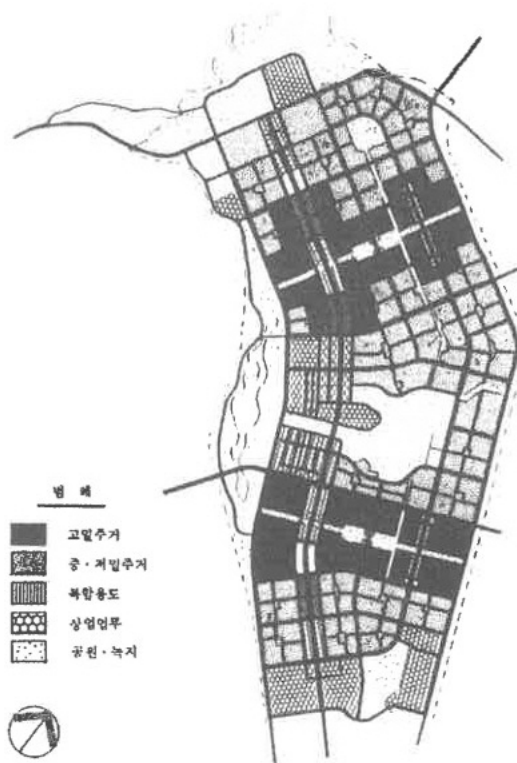 범 례
고밀주거
중·저밀주거
복합용도
상업업무
공원·녹지